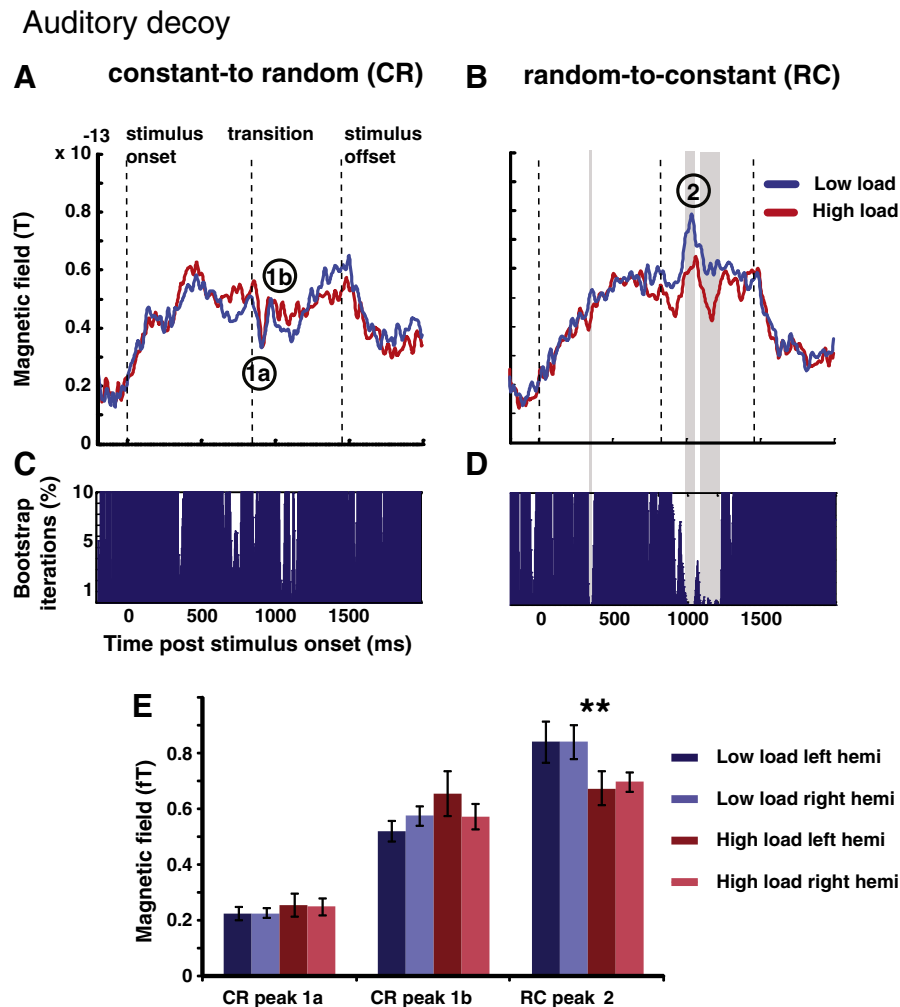 Auditory decoy
A constant-to random (CR)
B random-to-constant (RC)
-13
x 10
stimulus onset
transition
stimulus offset
1
0.8
0.6
0.4
0.2
0
Magnetic field (T)
1a
1b
2
Low load
High load
C
D
10
5
1
Bootstrap
iterations (%)
0 500 1000 1500
0 500 1000 1500
Time post stimulus onset (ms)
E
**
0.8
0.6
0.4
0.2
0
Magnetic field (fT)
CR peak 1a
CR peak 1b
RC peak 2
Low load left hemi
Low load right hemi
High load left hemi
High load right hemi